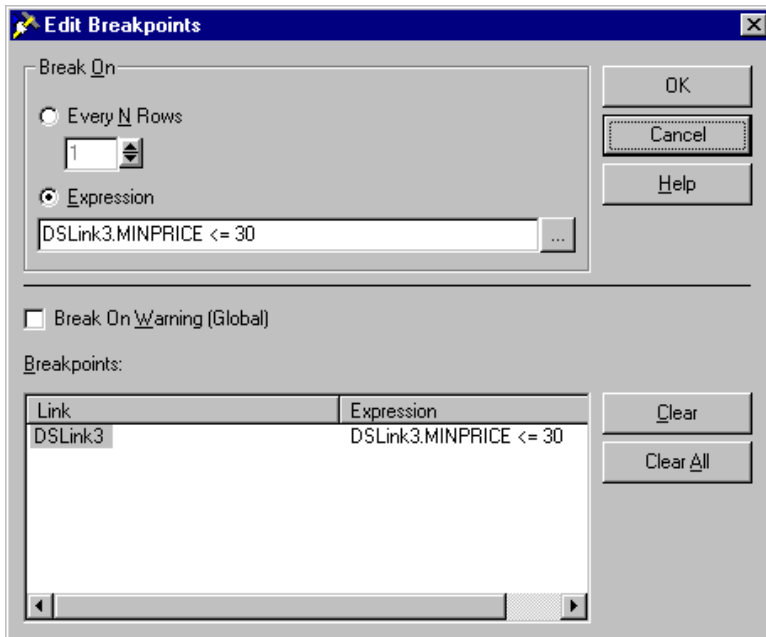 Edit Breakpoints
Break On
Every N Rows
1
Expression
DSLink3.MINPRICE <= 30
...
OK
Cancel
Help
Break On Warning (Global)
Breakpoints:
Link Expression
DSLink3 DSLink3.MINPRICE <= 30
Clear
Clear All